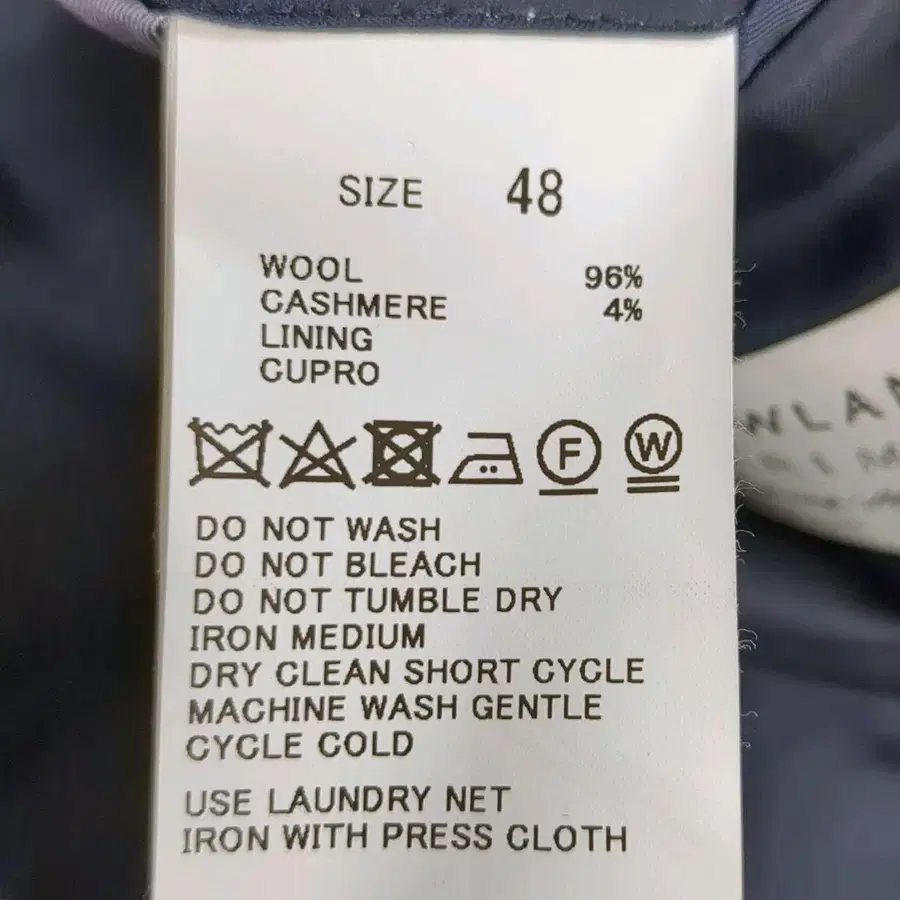 SIZE 48
WOOL 96%
CASHMERE 4%
LINING
CUPRO
F W
DO NOT WASH
DO NOT BLEACH
DO NOT TUMBLE DRY
IRON MEDIUM
DRY CLEAN SHORT CYCLE
MACHINE WASH GENTLE
CYCLE COLD
USE LAUNDRY NET
IRON WITH PRESS CLOTH